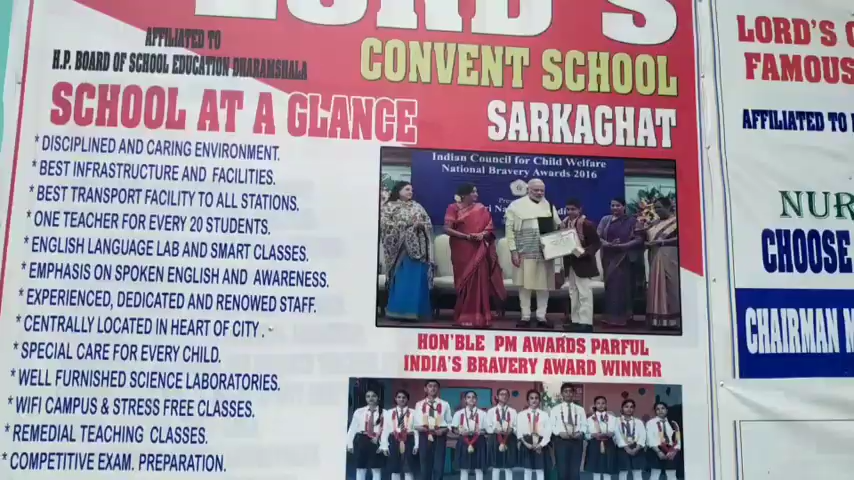 LORD'S
AFFILIATED TO
H.P. BOARD OF SCHOOL EDUCATION DHARAMSHALA
CONVENT SCHOOL
SARKAGHAT
SCHOOL AT A GLANCE
* DISCIPLINED AND CARING ENVIRONMENT.
* BEST INFRASTRUCTURE AND FACILITIES.
* BEST TRANSPORT FACILITY TO ALL STATIONS.
* ONE TEACHER FOR EVERY 20 STUDENTS.
* ENGLISH LANGUAGE LAB AND SMART CLASSES.
* EMPHASIS ON SPOKEN ENGLISH AND AWARENESS.
* EXPERIENCED, DEDICATED AND RENOWED STAFF.
* CENTRALLY LOCATED IN HEART OF CITY.
* SPECIAL CARE FOR EVERY CHILD.
* WELL FURNISHED SCIENCE LABORATORIES.
* WIFI CAMPUS & STRESS FREE CLASSES.
* REMEDIAL TEACHING CLASSES.
* COMPETITIVE EXAM. PREPARATION.
Indian Council for Child Welfare
National Bravery Awards 2016
HON'BLE PM AWARDS PARFUL
INDIA'S BRAVERY AWARD WINNER
LORD'S
FAMOUS
AFFILIATED TO
NUR
CHOOSE
CHAIRMAN